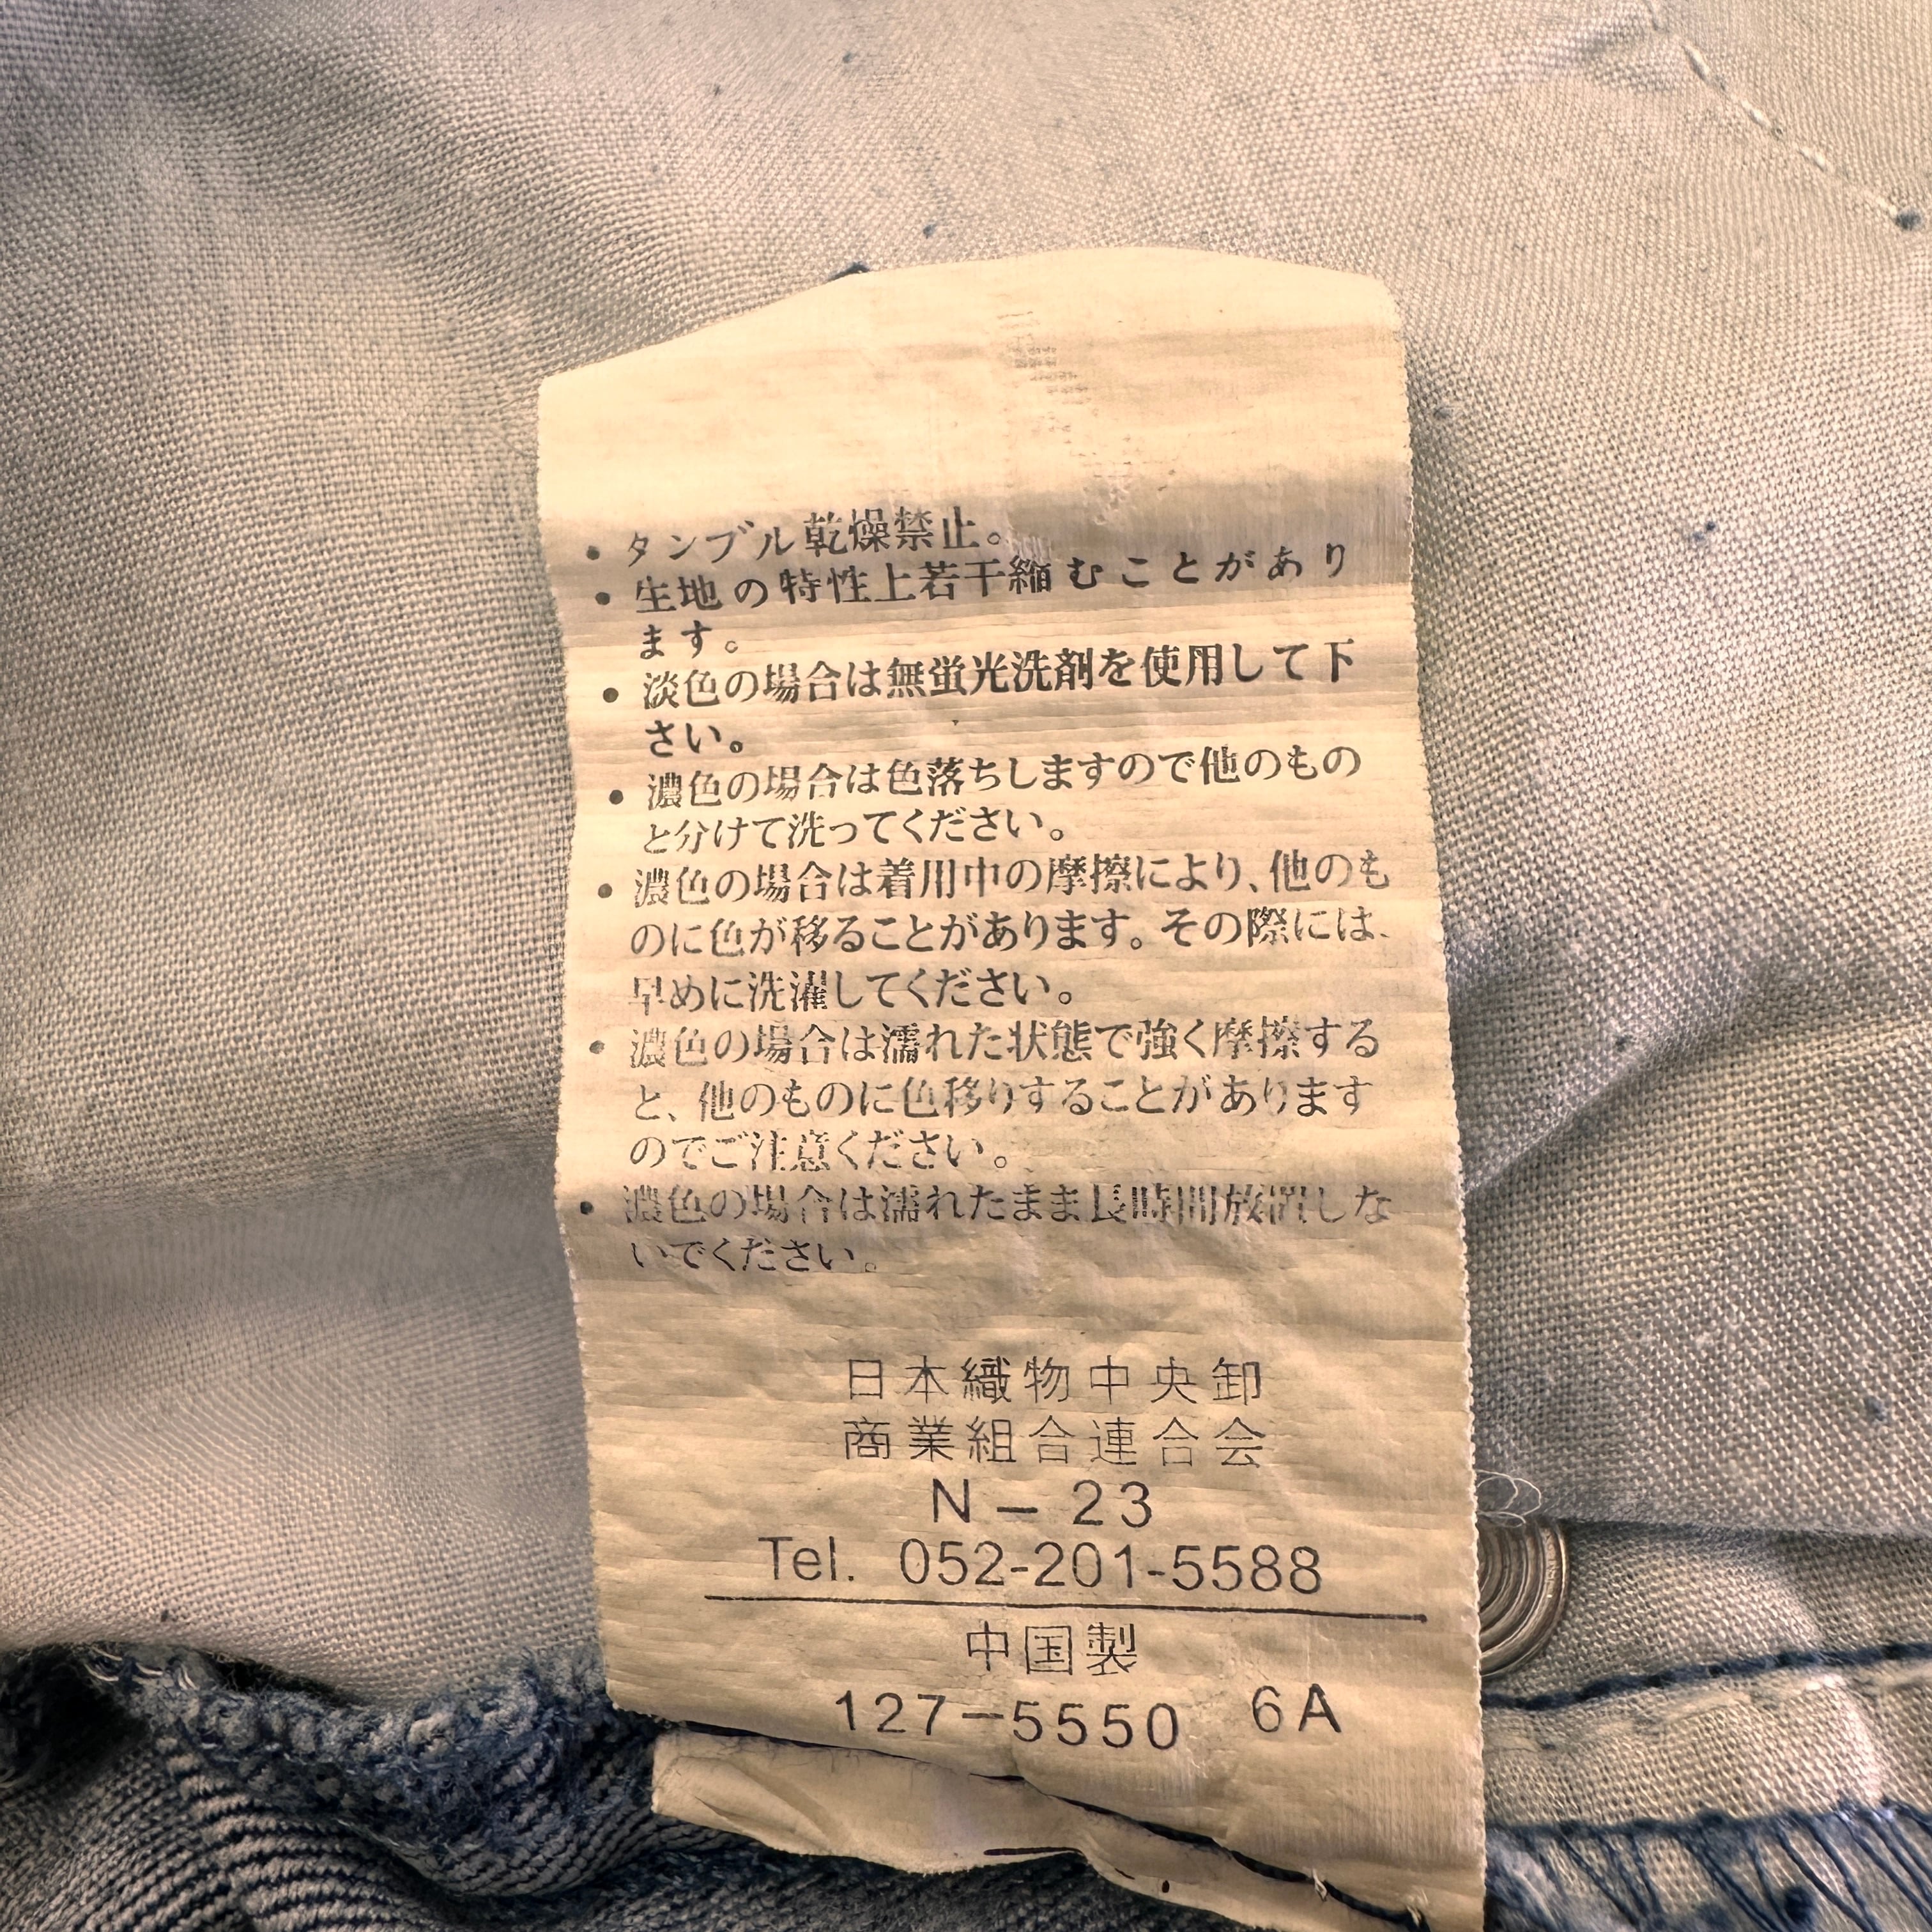 ・タンブル乾燥禁止。
・生地の特性上若干縮むことがあり
ます。
・淡色の場合は無蛍光洗剤を使用して下
さい。
・濃色の場合は色落ちしますので他のもの
と分けて洗ってください。
・濃色の場合は着用中の摩擦により、他のも
のに色が移ることがあります。その際には、
早めに洗濯してください。
・濃色の場合は濡れた状態で強く摩擦する
と、他のものに色移りすることがあります
のでご注意ください。
・濃色の場合は濡れたまま長時間放置しな
いでください。
日本織物中央卸
商業組合連合会
N-23
Tel. 052-201-5588
中国製
127-5550 6A